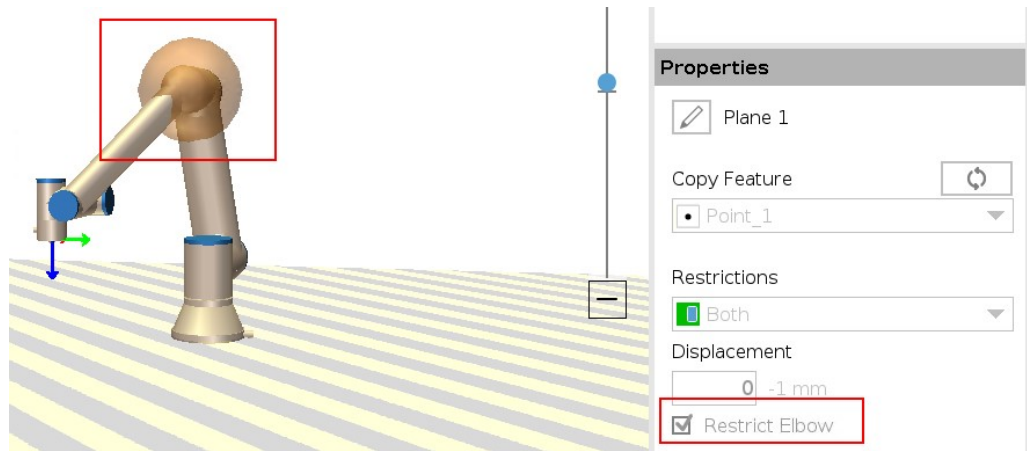 Properties
Plane 1
Copy Feature
Point_1
Restrictions
Both
Displacement
0 -1 mm
Restrict Elbow